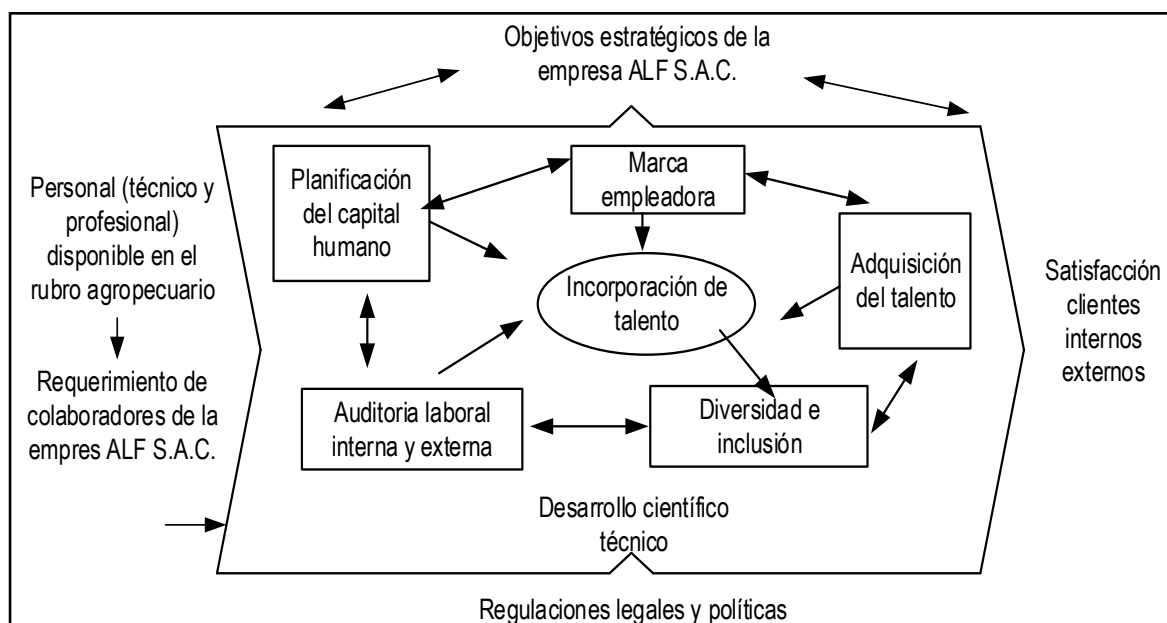 Objetivos estratégicos de la
empresa ALF S.A.C.
Personal (técnico y
profesional)
disponible en el
rubro agropecuario
Requerimiento de
colaboradores de la
empres ALF S.A.C.
Planificación
del capital
humano
Marca
empleadora
Adquisición
del talento
Incorporación de
talento
Auditoria laboral
interna y externa
Diversidad e
inclusión
Desarrollo científico
técnico
Satisfacción
clientes
internos
externos
Regulaciones legales y políticas